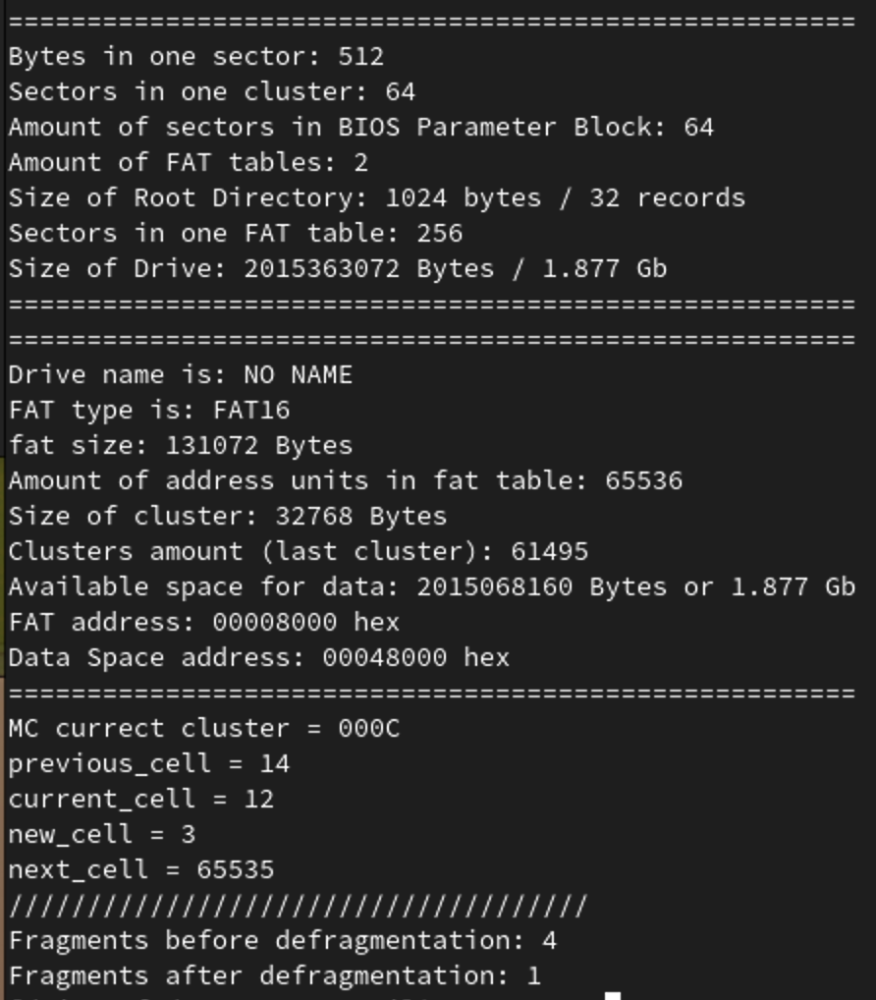 ======================================================
Bytes in one sector: 512
Sectors in one cluster: 64
Amount of sectors in BIOS Parameter Block: 64
Amount of FAT tables: 2
Size of Root Directory: 1024 bytes / 32 records
Sectors in one FAT table: 256
Size of Drive: 2015363072 Bytes / 1.877 Gb
======================================================
======================================================
Drive name is: NO NAME
FAT type is: FAT16
fat size: 131072 Bytes
Amount of address units in fat table: 65536
Size of cluster: 32768 Bytes
Clusters amount (last cluster): 61495
Available space for data: 2015068160 Bytes or 1.877 Gb
FAT address: 00008000 hex
Data Space address: 00048000 hex
======================================================
MC currect cluster = 000C
previous_cell = 14
current_cell = 12
new_cell = 3
next_cell = 65535
/////////////////////////////////////
Fragments before defragmentation: 4
Fragments after defragmentation: 1